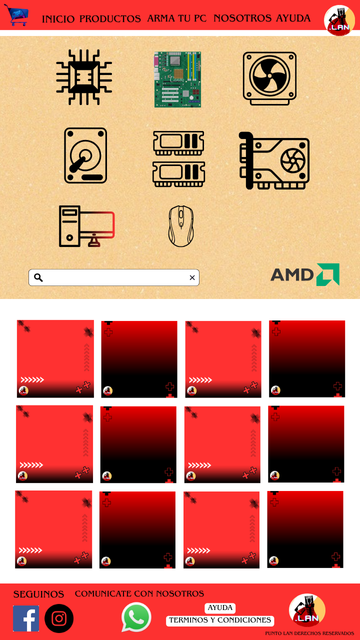 INICIO PRODUCTOS ARMA TU PC NOSOTROS AYUDA
.LAN
AMD
SEGUINOS COMUNICATE CON NOSOTROS
AYUDA
TERMINOS Y CONDICIONES
.LAN
PUNTO LAN DERECHOS RESERVADOS